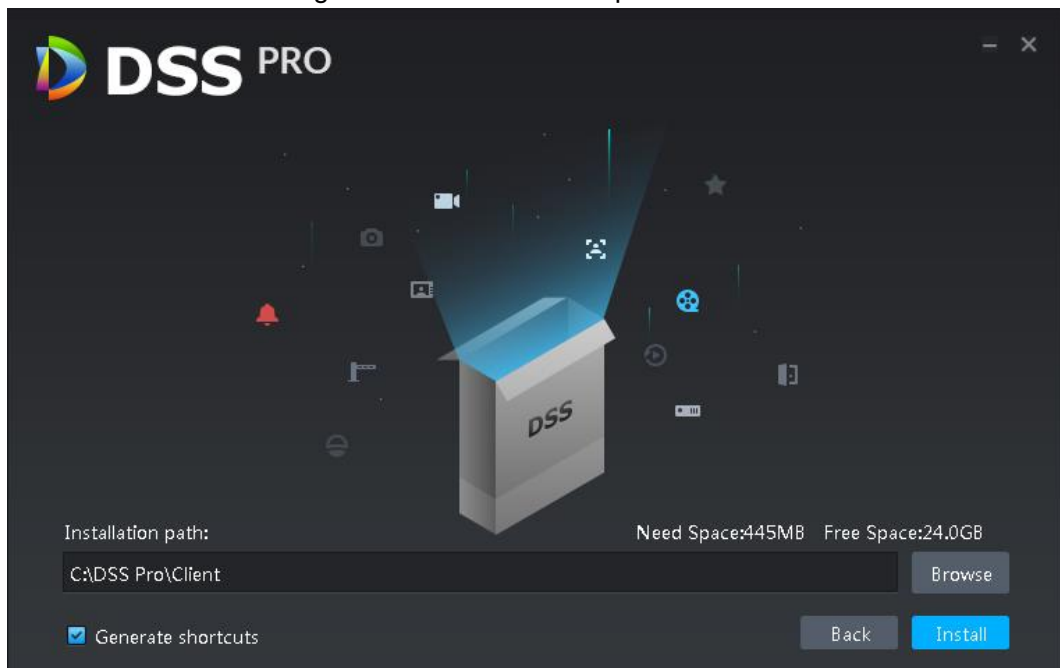 DSS PRO
DSS
Installation path:
Need Space:445MB Free Space:24.0GB
C:\DSS Pro\Client
Browse
Generate shortcuts
Back
Install